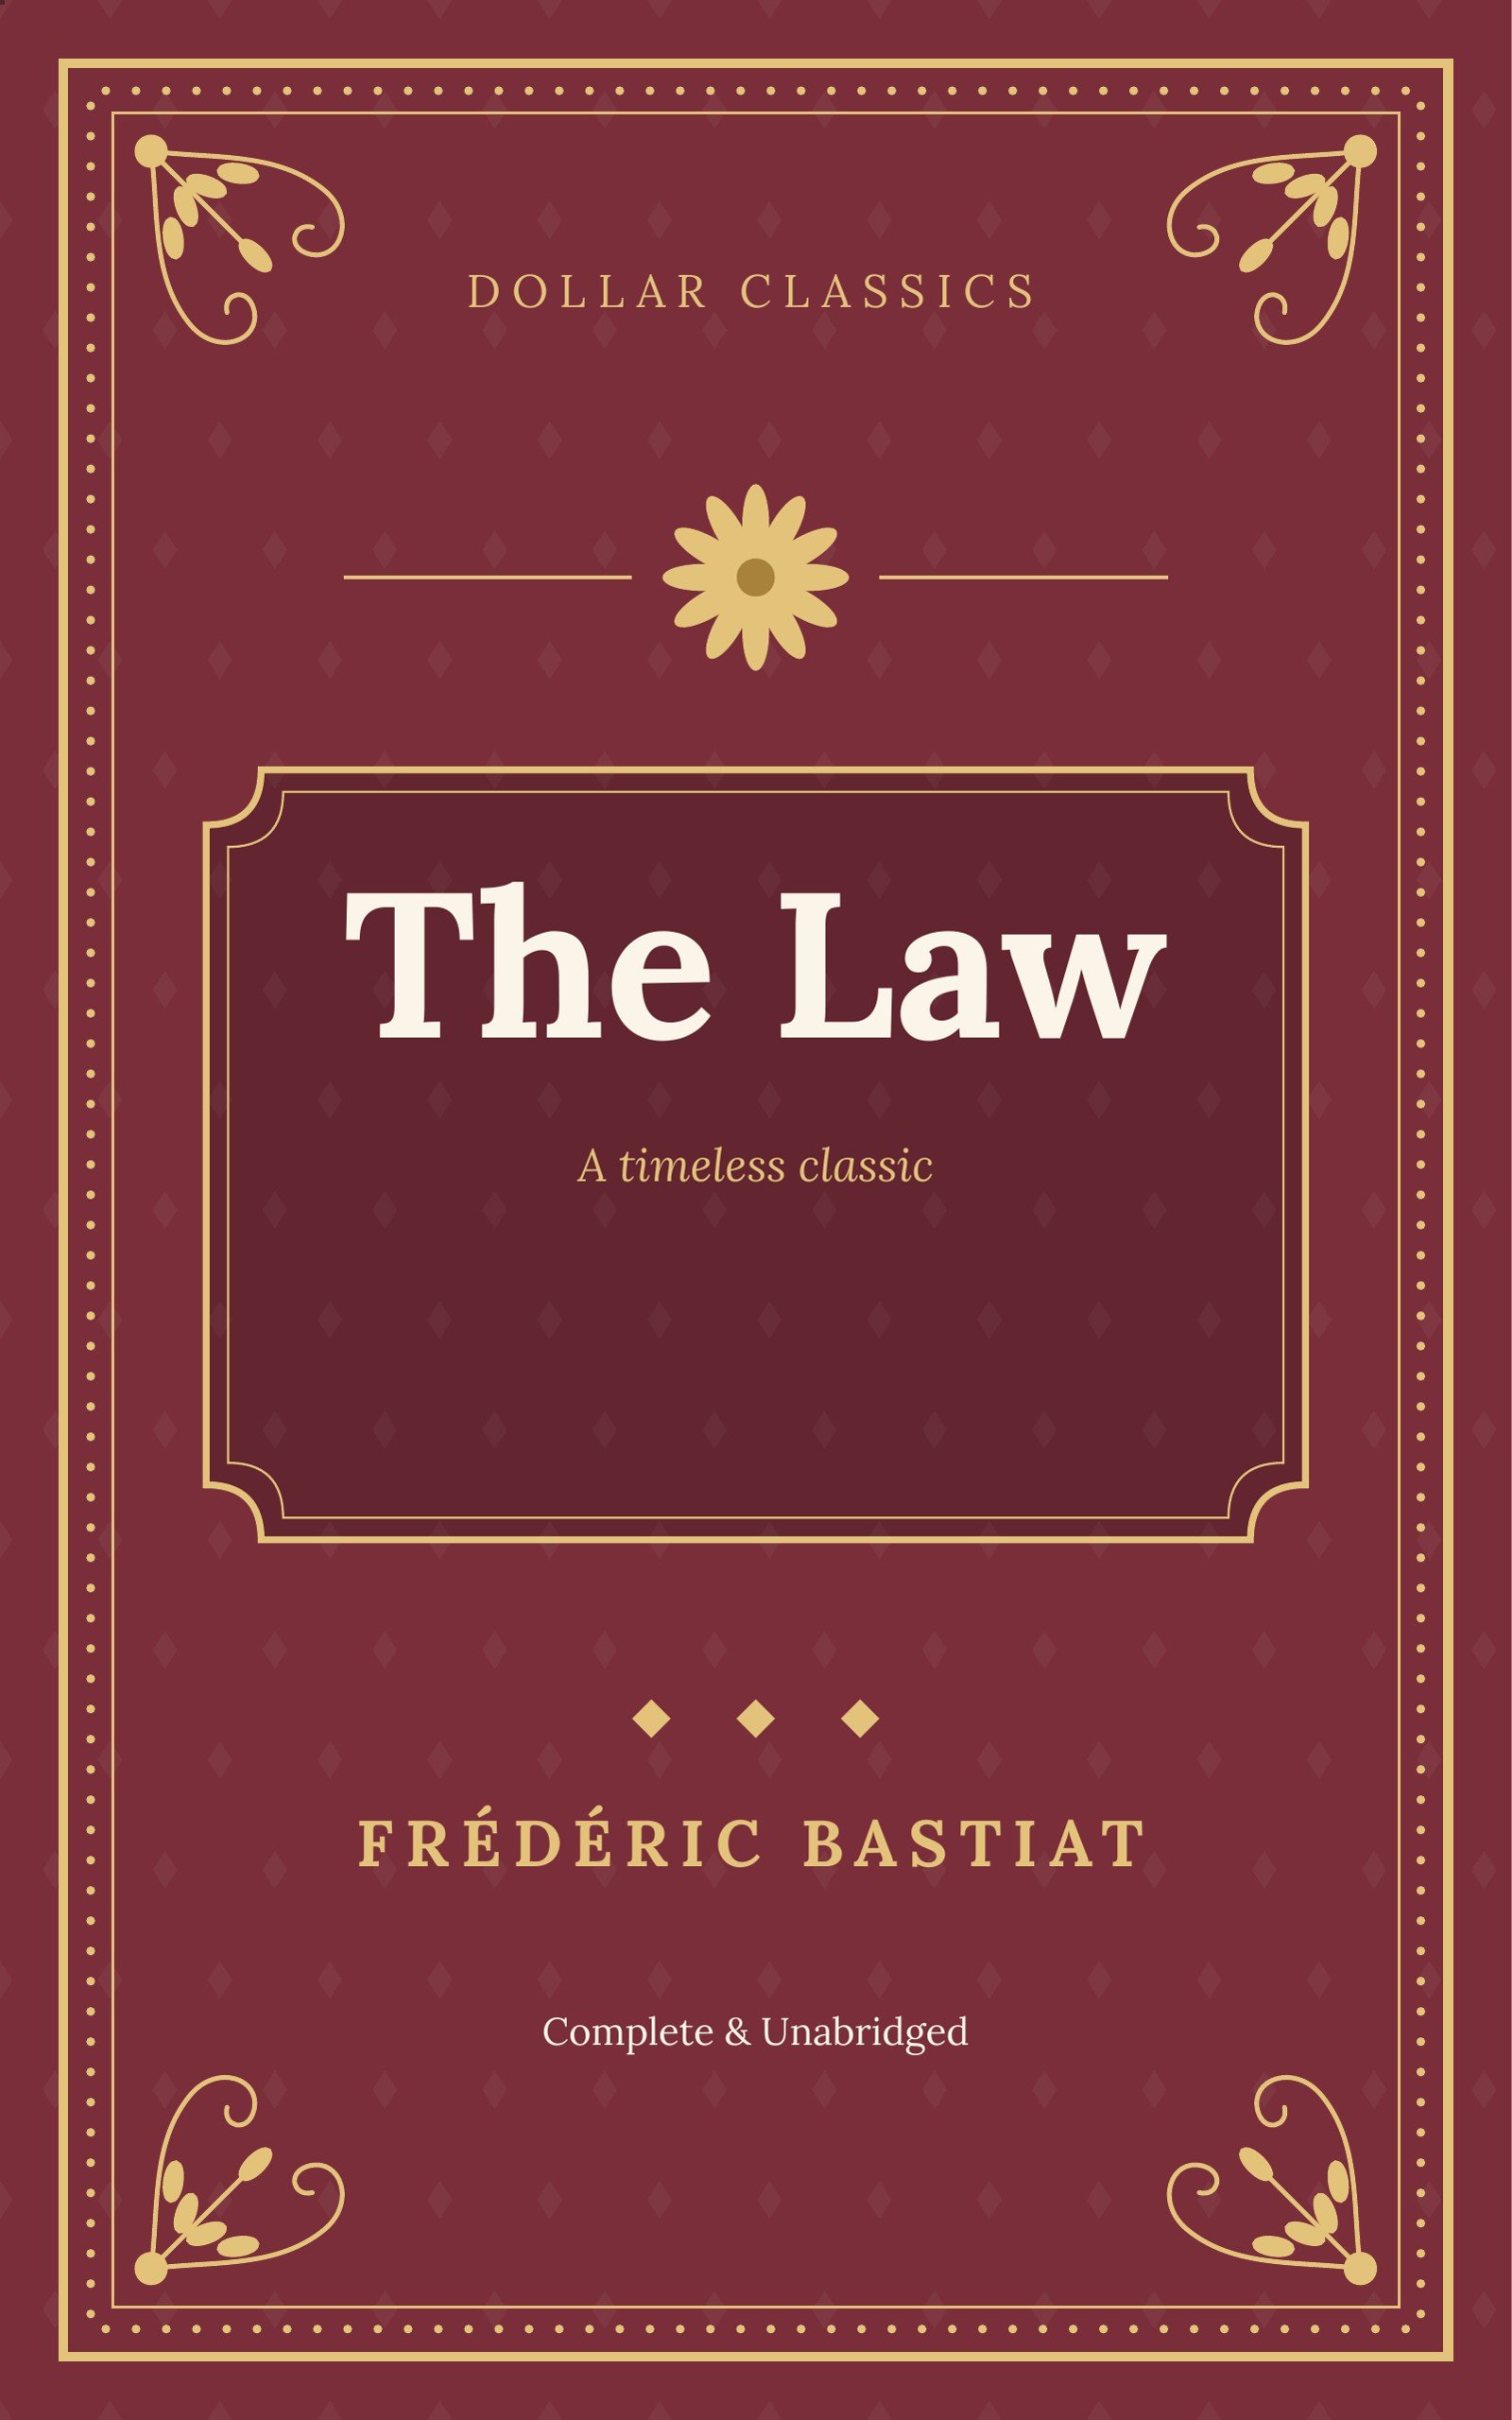 DOLLAR CLASSICS
The Law
A timeless classic
FRÉDÉRIC BASTIAT
Complete & Unabridged